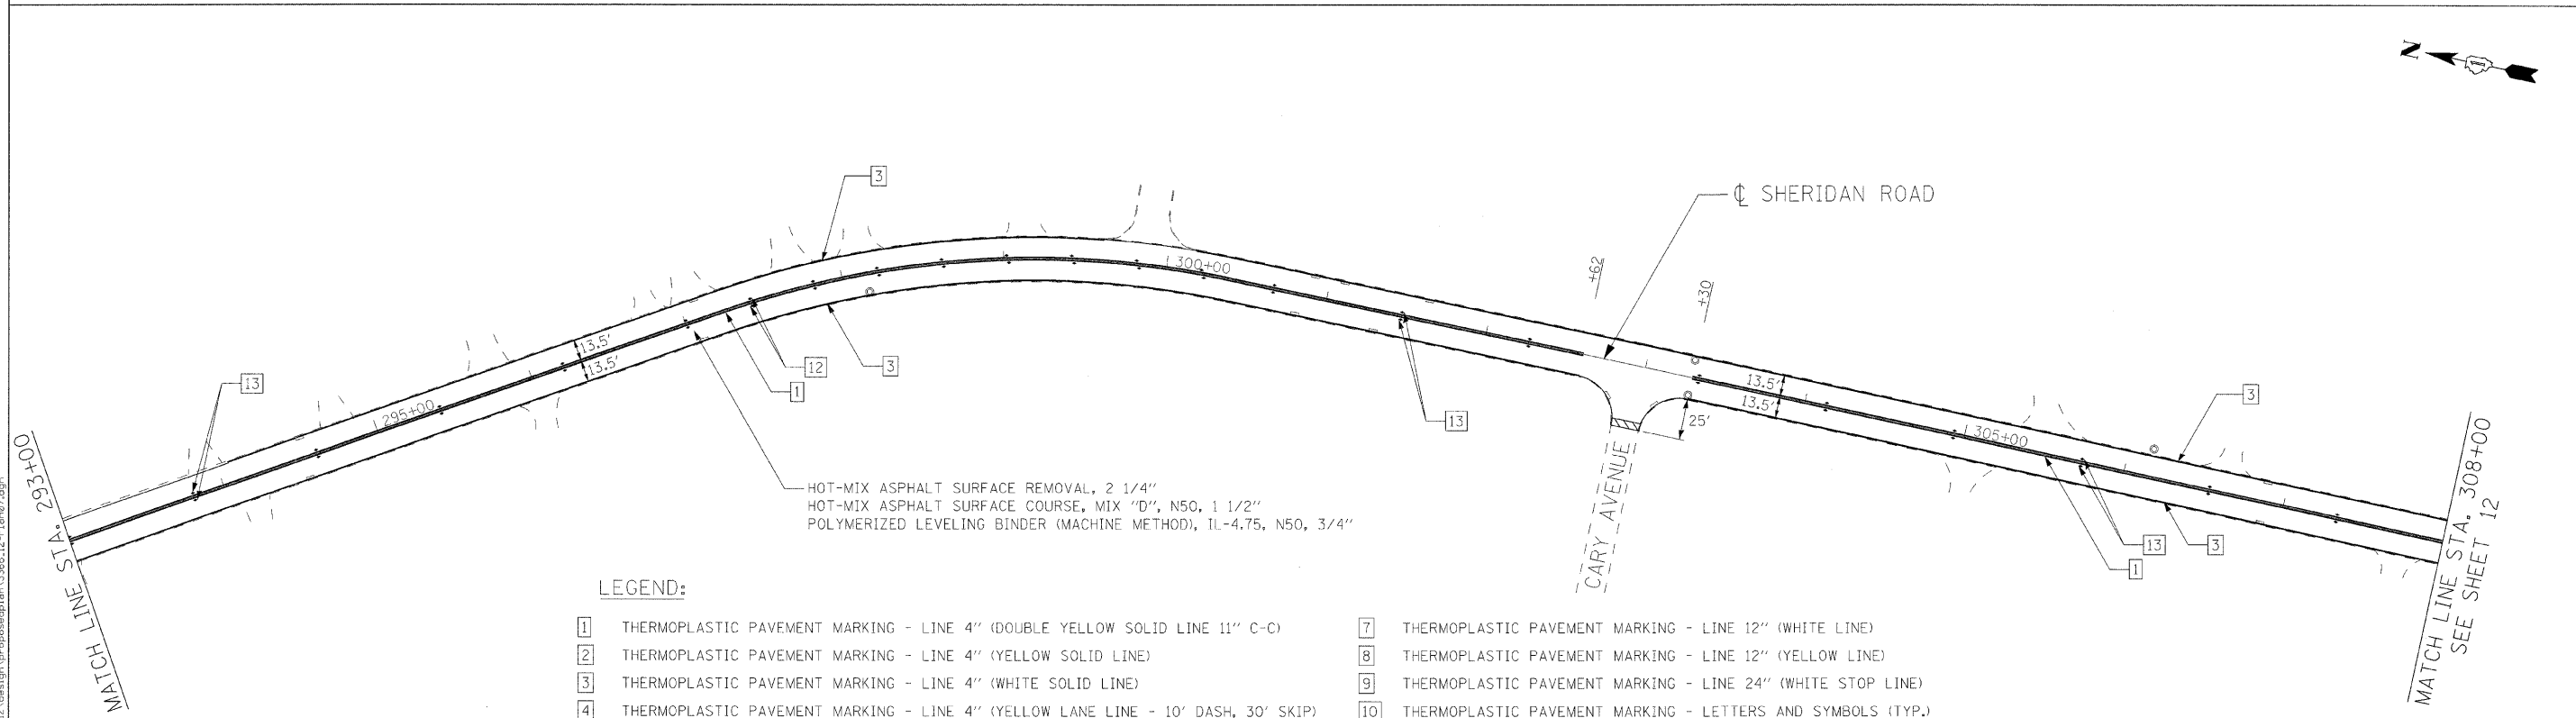 N
3
℄ SHERIDAN ROAD
+62
+30
300+00
13.5'
13.5'
12
3
1
13
295+00
13
13.5'
13.5'
25'
3
305+00
CARY AVENUE
13
3
1
MATCH LINE STA. 293+00
MATCH LINE STA. 308+00
SEE SHEET 12
HOT-MIX ASPHALT SURFACE REMOVAL, 2 1/4"
HOT-MIX ASPHALT SURFACE COURSE, MIX "D", N50, 1 1/2"
POLYMERIZED LEVELING BINDER (MACHINE METHOD), IL-4.75, N50, 3/4"
LEGEND:
1 THERMOPLASTIC PAVEMENT MARKING - LINE 4" (DOUBLE YELLOW SOLID LINE 11" C-C)
2 THERMOPLASTIC PAVEMENT MARKING - LINE 4" (YELLOW SOLID LINE)
3 THERMOPLASTIC PAVEMENT MARKING - LINE 4" (WHITE SOLID LINE)
4 THERMOPLASTIC PAVEMENT MARKING - LINE 4" (YELLOW LANE LINE - 10' DASH, 30' SKIP)
7 THERMOPLASTIC PAVEMENT MARKING - LINE 12" (WHITE LINE)
8 THERMOPLASTIC PAVEMENT MARKING - LINE 12" (YELLOW LINE)
9 THERMOPLASTIC PAVEMENT MARKING - LINE 24" (WHITE STOP LINE)
10 THERMOPLASTIC PAVEMENT MARKING - LETTERS AND SYMBOLS (TYP.)